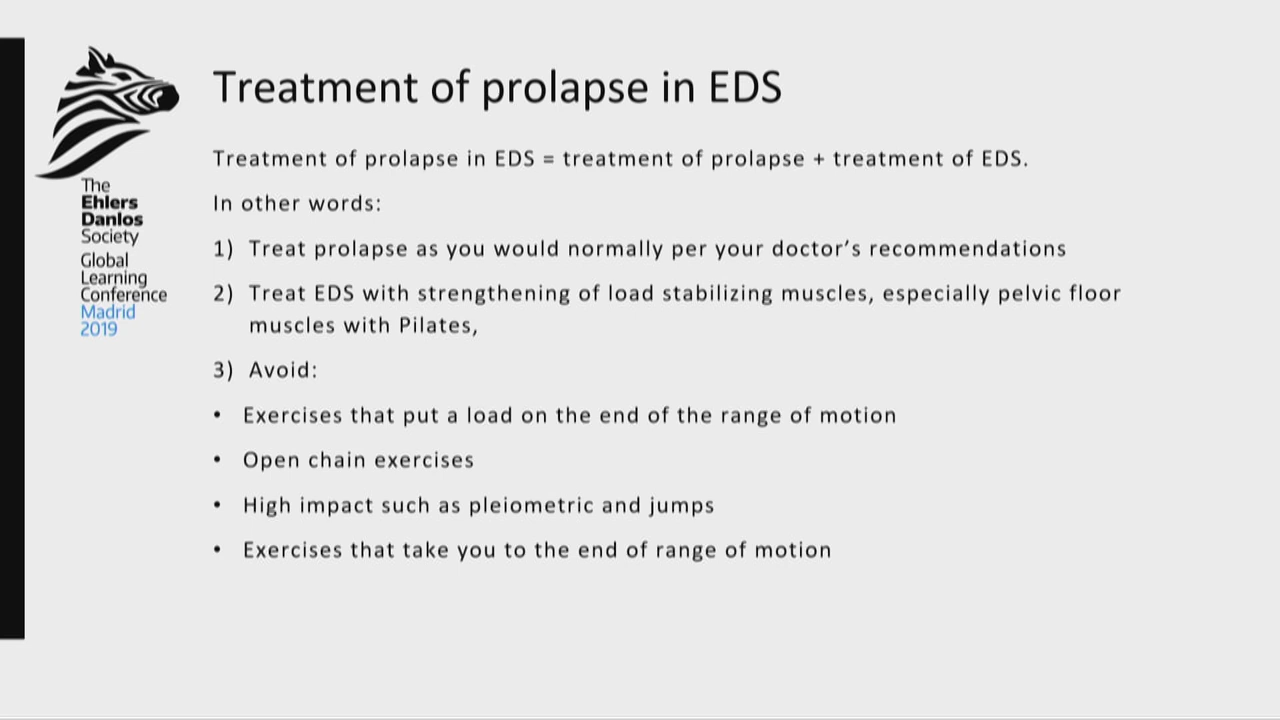 Treatment of prolapse in EDS
Treatment of prolapse in EDS = treatment of prolapse + treatment of EDS.
In other words:
1) Treat prolapse as you would normally per your doctor’s recommendations
2) Treat EDS with strengthening of load stabilizing muscles, especially pelvic floor
muscles with Pilates,
3) Avoid:
• Exercises that put a load on the end of the range of motion
• Open chain exercises
• High impact such as pleiometric and jumps
• Exercises that take you to the end of range of motion
The
Ehlers
Danlos
Society
Global
Learning
Conference
Madrid
2019